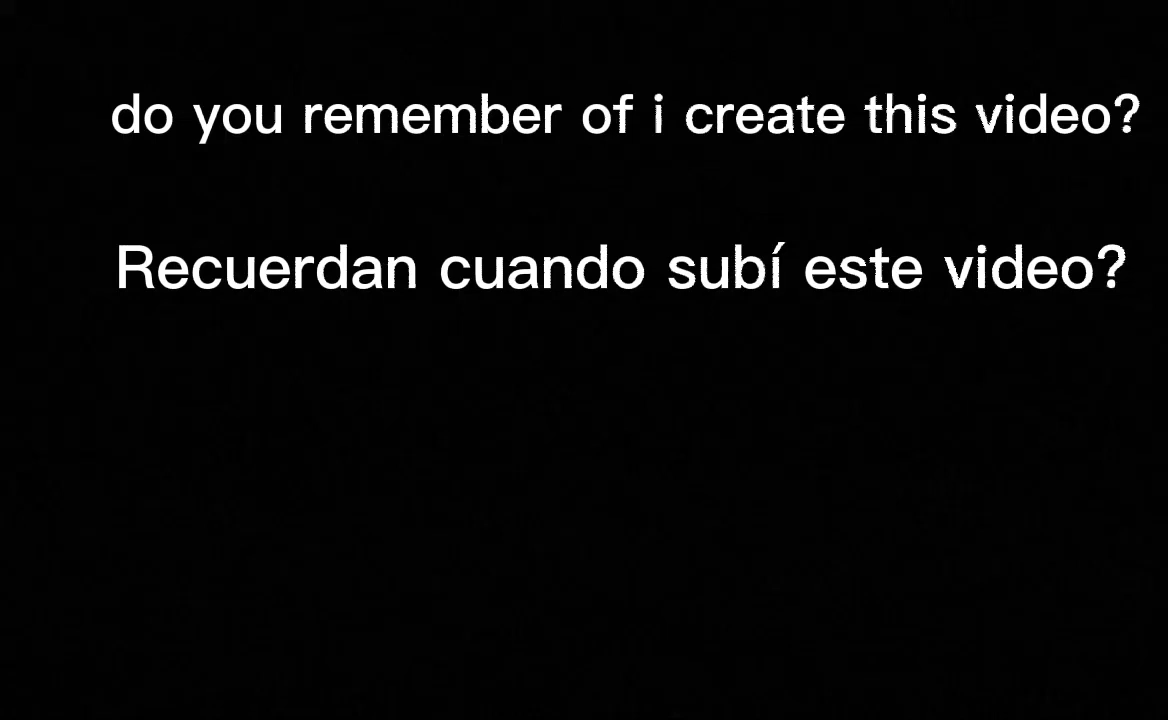 do you remember of i create this video?
Recuerdan cuando subí este video?